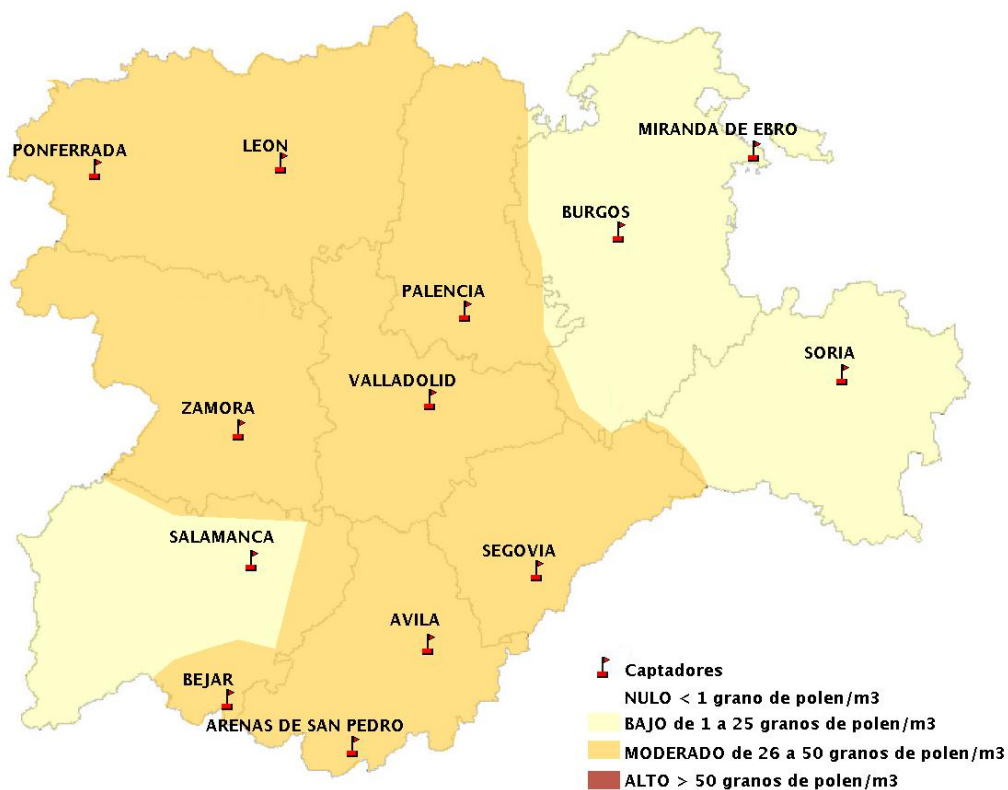 MIRANDA DE EBRO
PONFERRADA
LEON
BURGOS
PALENCIA
SORIA
VALLADOLID
ZAMORA
SALAMANCA
SEGOVIA
AVILA
BEJAR
ARENAS DE SAN PEDRO
Captadores
NULO < 1 grano de polen/m3
BAJO de 1 a 25 granos de polen/m3
MODERADO de 26 a 50 granos de polen/m3
ALTO > 50 granos de polen/m3